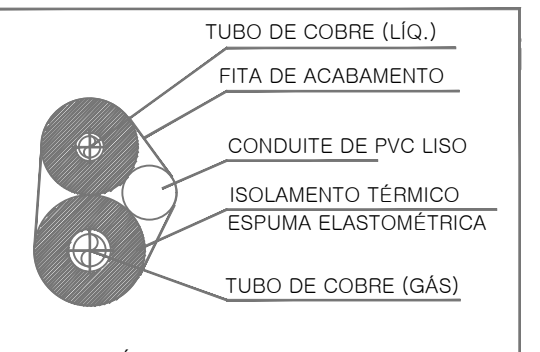 TUBO DE COBRE (LÍQ.)
FITA DE ACABAMENTO
CONDUITE DE PVC LISO
ISOLAMENTO TÉRMICO
ESPUMA ELASTOMÉTRICA
TUBO DE COBRE (GÁS)